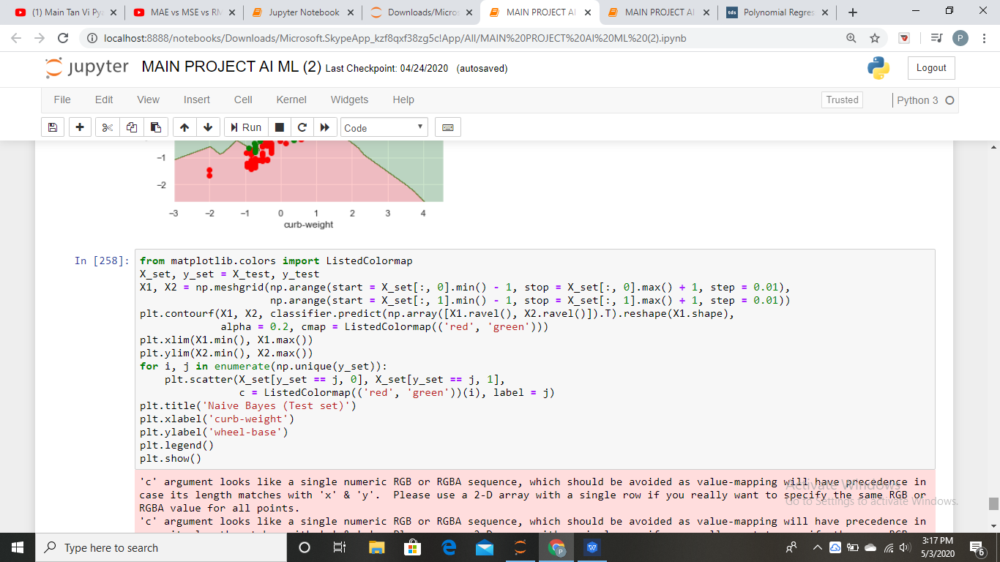 (1) Main Tan Vi Pya
MAE vs MSE vs RM
Jupyter Notebook
Downloads/Micros
MAIN PROJECT AI
MAIN PROJECT AI
tds Polynomial Regres
localhost:8888/notebooks/Downloads/Microsoft.SkypeApp_kzf8qxf38zg5c!App/All/MAIN%20PROJECT%20AI%20ML%20(2).ipynb
P
jupyter MAIN PROJECT AI ML (2) Last Checkpoint: 04/24/2020 (autosaved)
Logout
File Edit View Insert Cell Kernel Widgets Help
Trusted
Python 3
Run
Code
−1
−2
−3 −2 −1 0 1 2 3 4
curb-weight
In [258]:
from matplotlib.colors import ListedColormap
X_set, y_set = X_test, y_test
X1, X2 = np.meshgrid(np.arange(start = X_set[:, 0].min() - 1, stop = X_set[:, 0].max() + 1, step = 0.01),
np.arange(start = X_set[:, 1].min() - 1, stop = X_set[:, 1].max() + 1, step = 0.01))
plt.contourf(X1, X2, classifier.predict(np.array([X1.ravel(), X2.ravel()]).T).reshape(X1.shape),
alpha = 0.2, cmap = ListedColormap(('red', 'green')))
plt.xlim(X1.min(), X1.max())
plt.ylim(X2.min(), X2.max())
for i, j in enumerate(np.unique(y_set)):
plt.scatter(X_set[y_set == j, 0], X_set[y_set == j, 1],
c = ListedColormap(('red', 'green'))(i), label = j)
plt.title('Naive Bayes (Test set)')
plt.xlabel('curb-weight')
plt.ylabel('wheel-base')
plt.legend()
plt.show()
'c' argument looks like a single numeric RGB or RGBA sequence, which should be avoided as value-mapping will have precedence in
case its length matches with 'x' & 'y'.  Please use a 2-D array with a single row if you really want to specify the same RGB or
RGBA value for all points.
'c' argument looks like a single numeric RGB or RGBA sequence, which should be avoided as value-mapping will have precedence in
Activate Windows
Go to Settings to activate Windows.
Type here to search
3:17 PM
5/3/2020
6